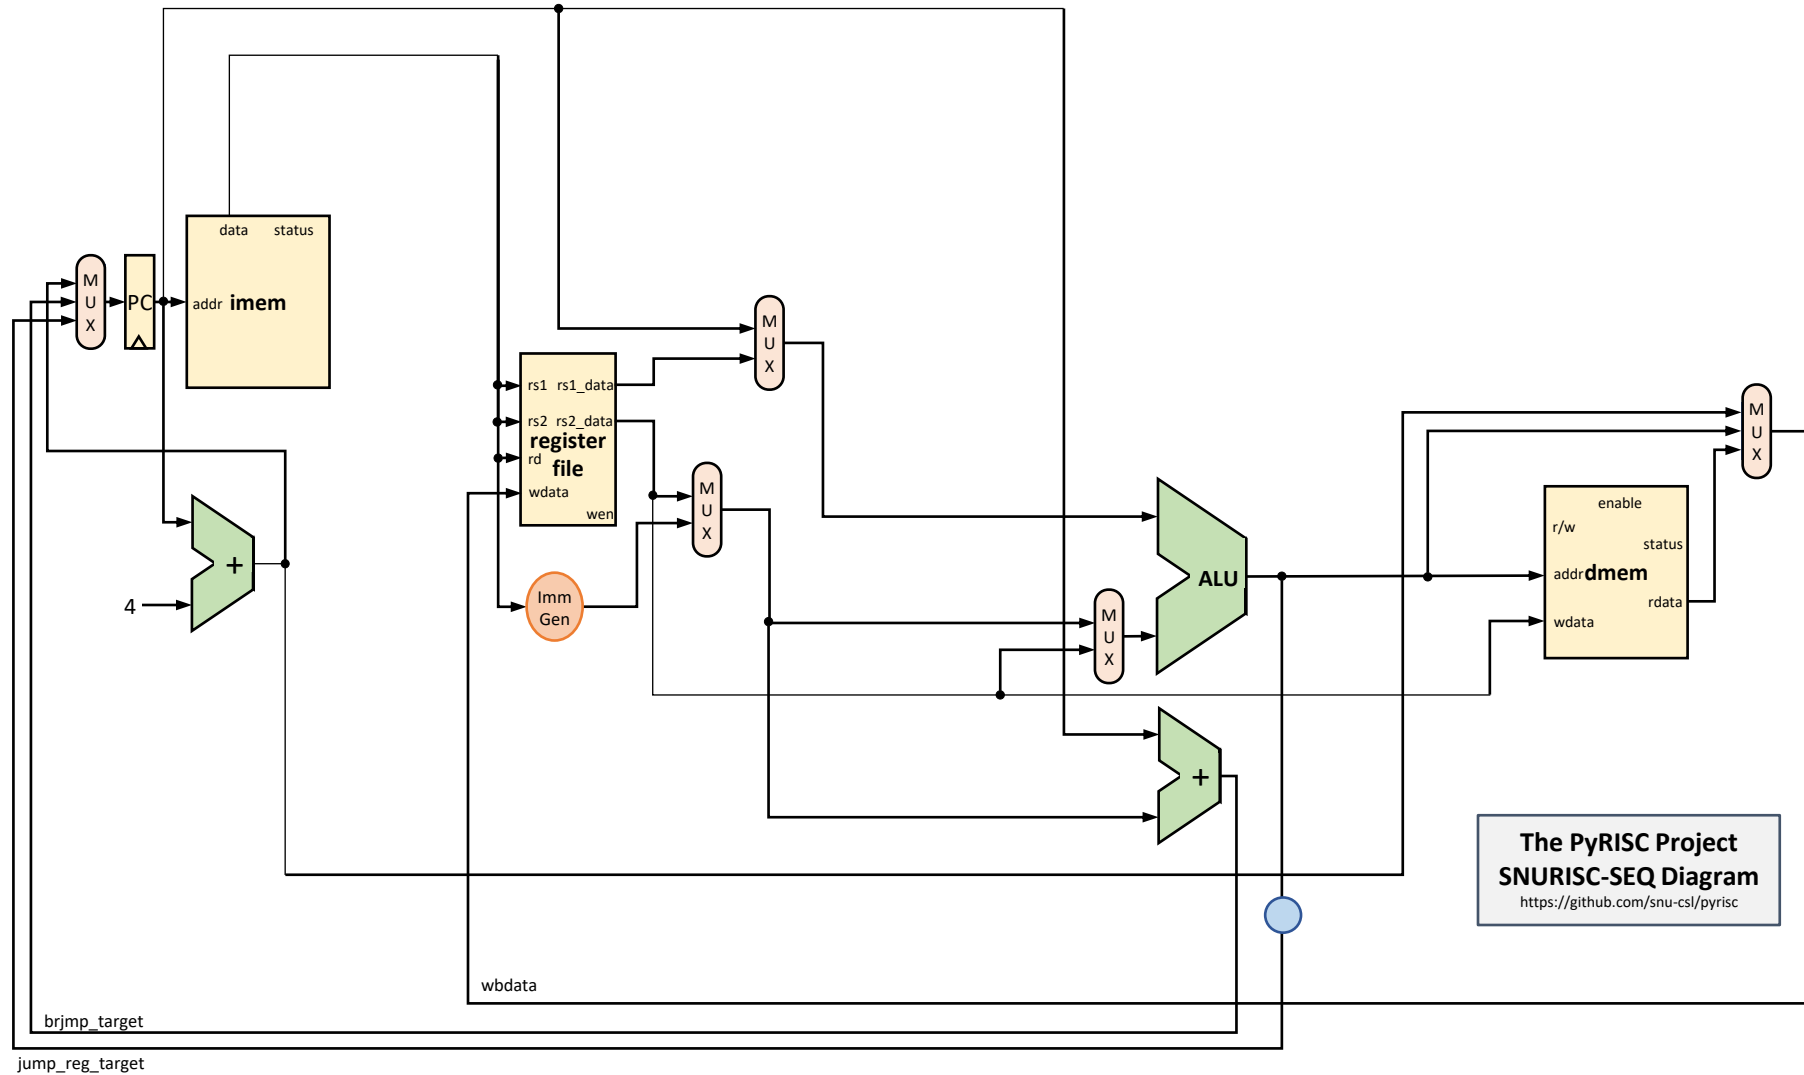 data status
M
U
X
PC
addr imem
M
U
X
rs1 rs1_data
rs2 rs2_data
register
file
rd
wdata
wen
M
U
X
M
U
X
enable
r/w
status
addr dmem
rdata
wdata
+
4
Imm
Gen
M
U
X
ALU
+
The PyRISC Project
SNURISC-SEQ Diagram
https://github.com/snu-csl/pyrisc
wbdata
brjmp_target
jump_reg_target